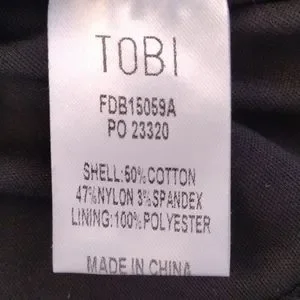 TOBI
FDB15059A
PO 23320
SHELL:50%COTTON
47%NYLON 3%SPANDEX
LINING:100%POLYESTER
MADE IN CHINA